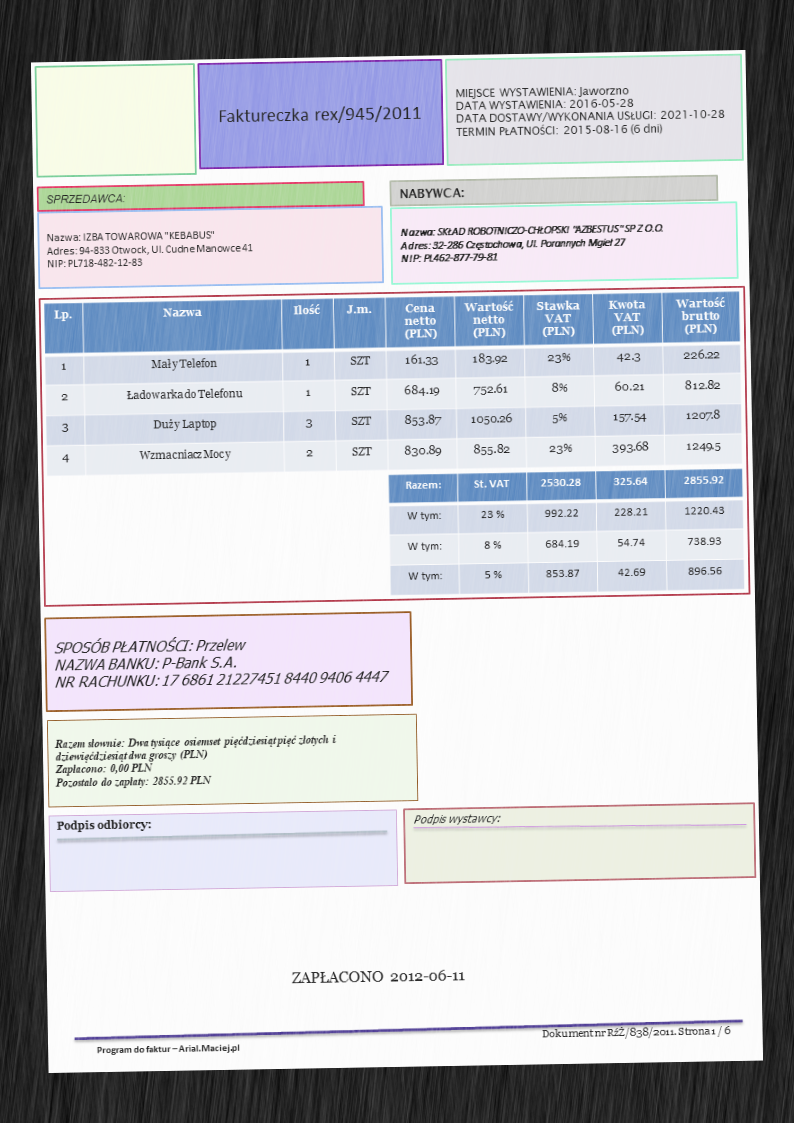 Faktureczka rex/945/2011
MIEJSCE WYSTAWIENIA: Jaworzno
DATA WYSTAWIENIA: 2016-05-28
DATA DOSTAWY/WYKONANIA USŁUGI: 2021-10-28
TERMIN PŁATNOŚCI: 2015-08-16 (6 dni)
SPRZEDAWCA:
Nazwa: IZBA TOWAROWA "KEBABUS"
Adres: 94-833 Otwock, Ul. Cudne Manowce 41
NIP: PL718-482-12-83
NABYWCA:
Nazwa: SKŁAD ROBOTNICZO-CHŁOPSKI "AZBESTUS" SP Z O.O.
Adres: 32-286 Częstochowa, Ul. Porannych Mgieł 27
NIP: PL462-877-79-81
Lp. Nazwa Ilość J.m. Cena netto (PLN) Wartość netto (PLN) Stawka VAT (PLN) Kwota VAT (PLN) Wartość brutto (PLN)
1 Mały Telefon 1 SZT 161.33 183.92 23% 42.3 226.22
2 Ładowarka do Telefonu 1 SZT 684.19 752.61 8% 60.21 812.82
3 Duży Laptop 3 SZT 853.87 1050.26 5% 157.54 1207.8
4 Wzmacniacz Mocy 2 SZT 830.89 855.82 23% 393.68 1249.5
Razem: St. VAT 2530.28 325.64 2855.92
W tym: 23 % 992.22 228.21 1220.43
W tym: 8 % 684.19 54.74 738.93
W tym: 5 % 853.87 42.69 896.56
SPOSÓB PŁATNOŚCI: Przelew
NAZWA BANKU: P-Bank S.A.
NR RACHUNKU: 17 6861 21227451 8440 9406 4447
Razem słownie: Dwa tysiące osiemset pięćdziesiąt pięć złotych i
dziewięćdziesiąt dwa groszy (PLN)
Zapłacono: 0,00 PLN
Pozostało do zapłaty: 2855.92 PLN
Podpis odbiorcy:
Podpis wystawcy:
ZAPŁACONO 2012-06-11
Dokument nr RźŻ/838/2011. Strona 1 / 6
Program do faktur – Arial.Maciej.pl